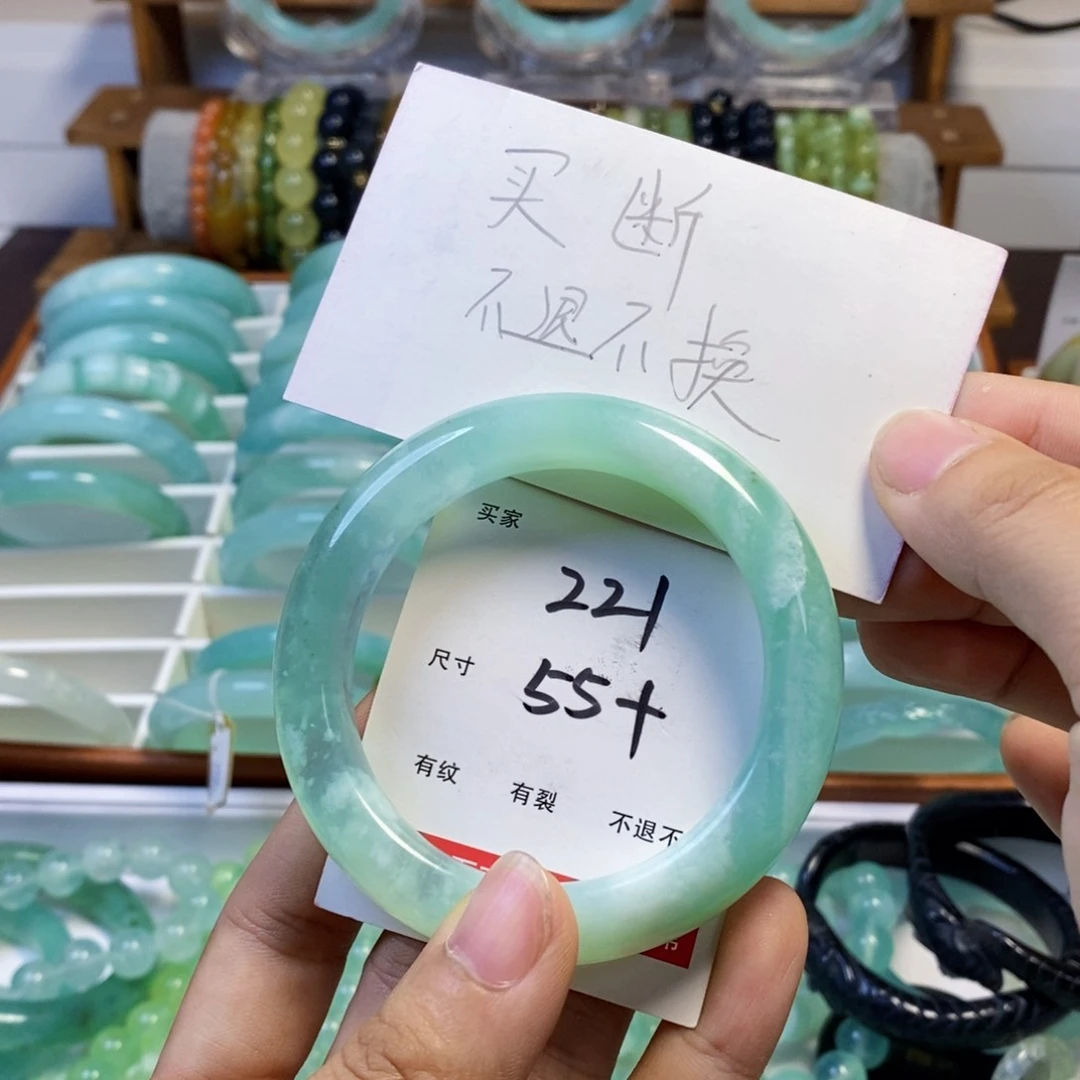 买断
不退不换
买家
221
尺寸
55+
有纹 有裂 不退不
书